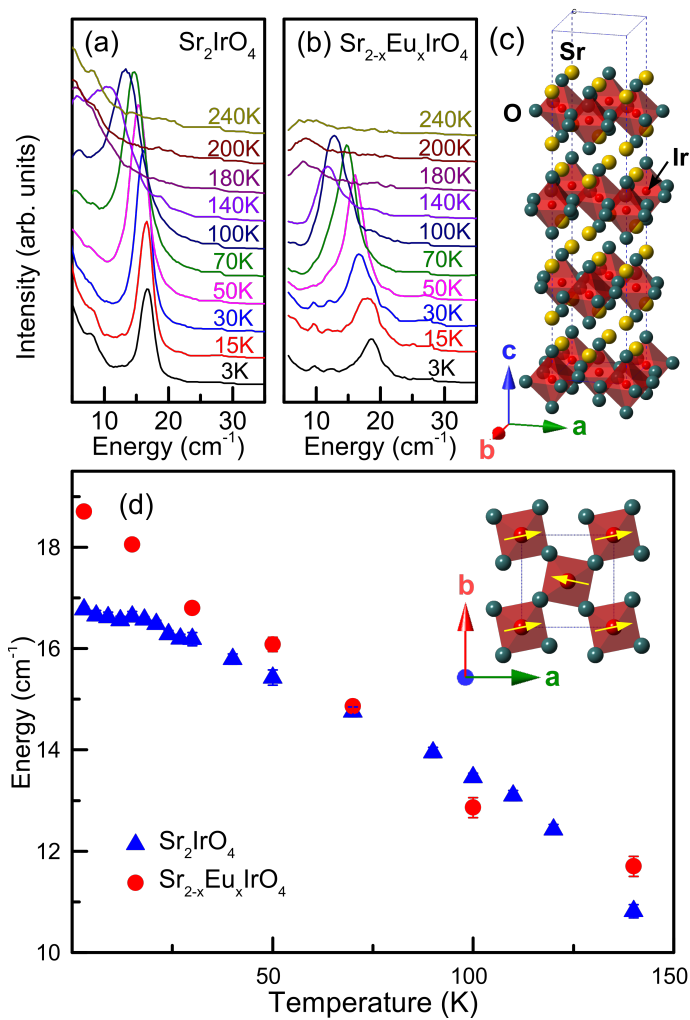 (a) Sr₂IrO₄
240K
200K
180K
140K
100K
70K
50K
30K
15K
3K
10 20 30
Energy (cm⁻¹)
Intensity (arb. units)
(b) Sr₂₋ₓEuₓIrO₄
240K
200K
180K
140K
100K
70K
50K
30K
15K
3K
10 20 30
Energy (cm⁻¹)
(c)
c
Sr
O
Ir
c
a
b
(d)
18
16
14
12
10
Energy (cm⁻¹)
b
a
Sr₂IrO₄
Sr₂₋ₓEuₓIrO₄
50 100 150
Temperature (K)